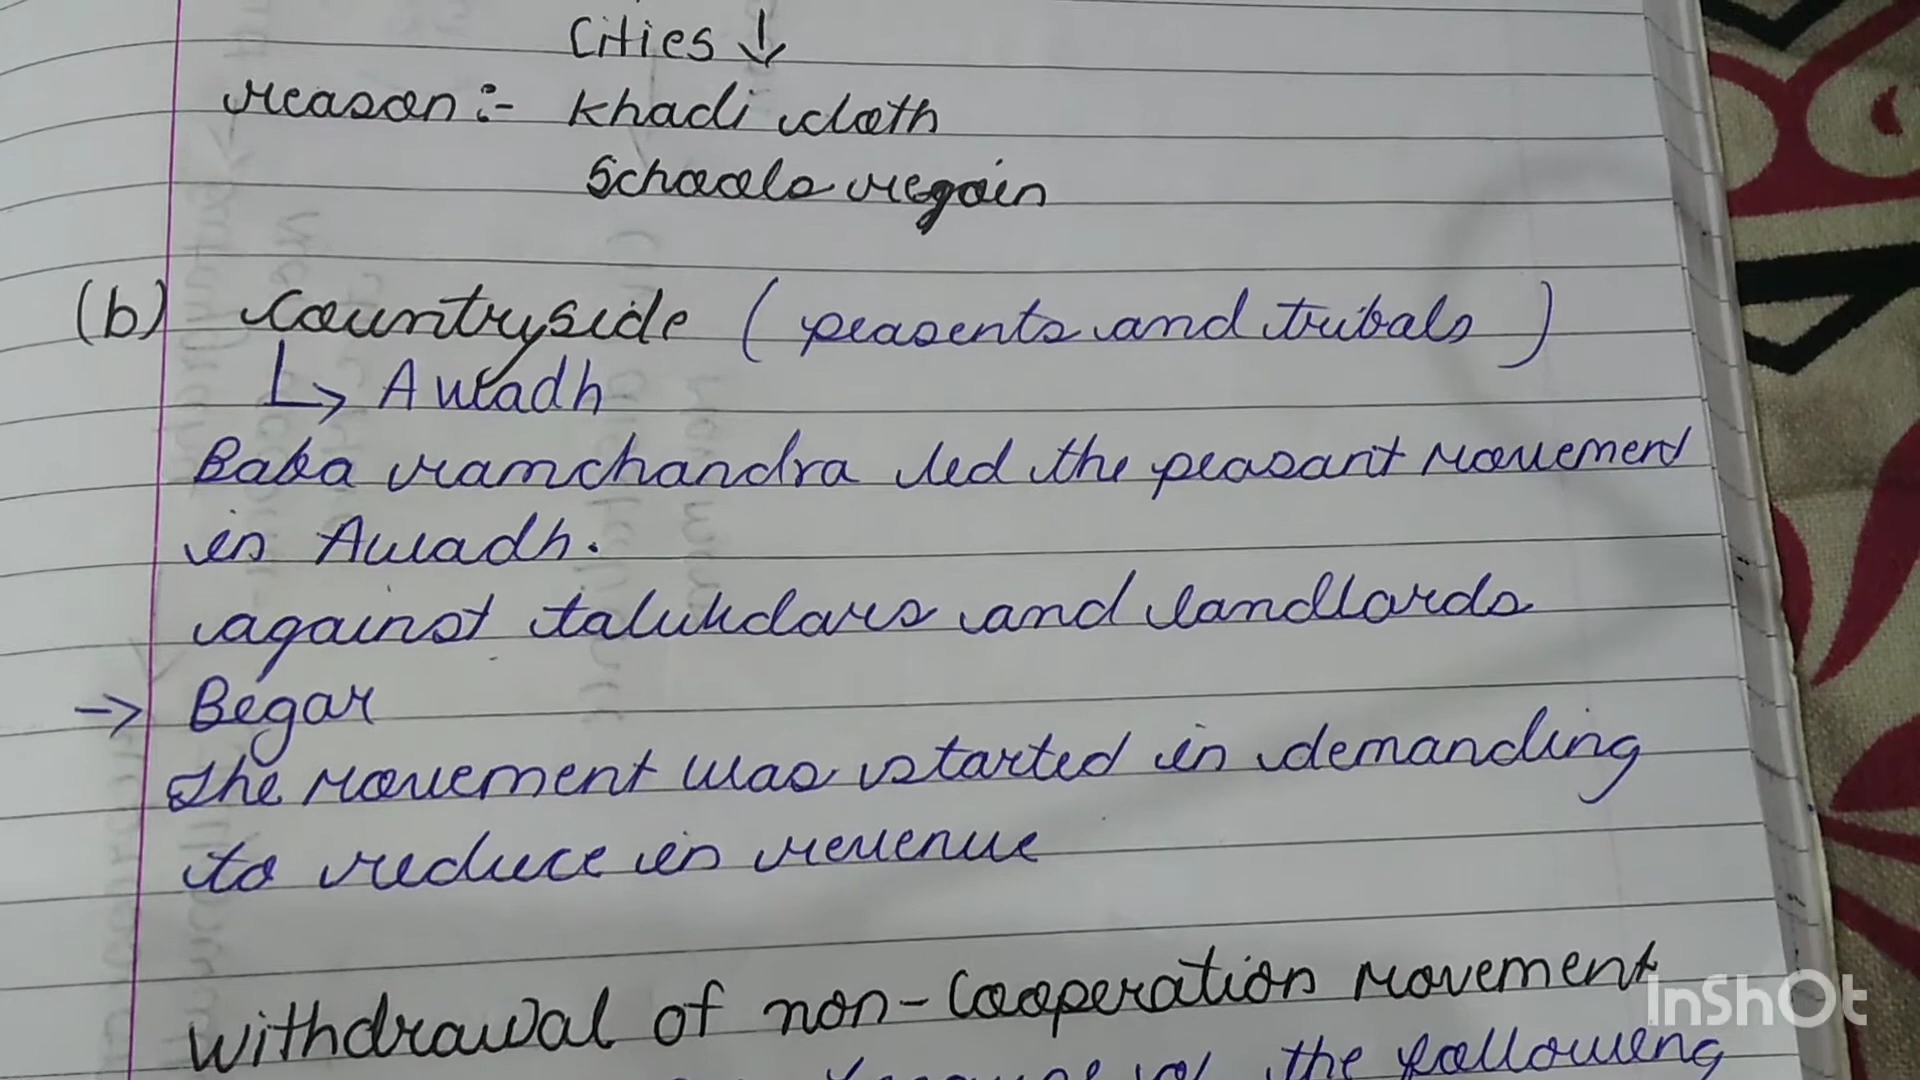 Cities ↓
reason :- Khadi cloth
Schools regain
(b) Countryside ( peasents and tribals )
↳ Awadh
Baba ramchandra led the peasant movement
in Awadh.
against talukdars and landlords
→ Begar
The movement was started in demanding
to reduce in revenue
Withdrawal of non-Cooperation movement
the following
InShOt